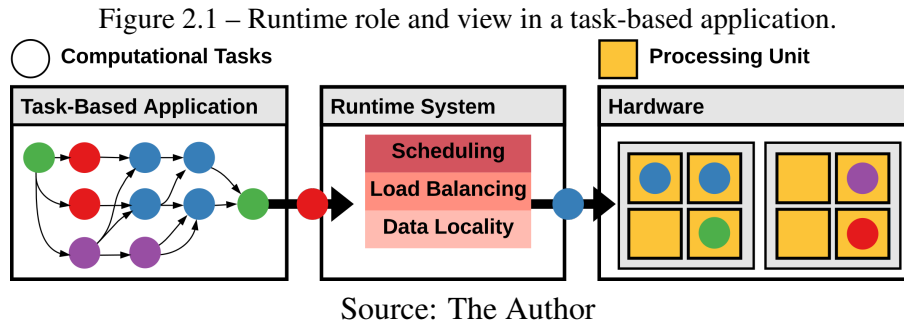 Figure 2.1 – Runtime role and view in a task-based application.
Computational Tasks
Processing Unit
Task-Based Application
Runtime System
Hardware
Scheduling
Load Balancing
Data Locality
Source: The Author